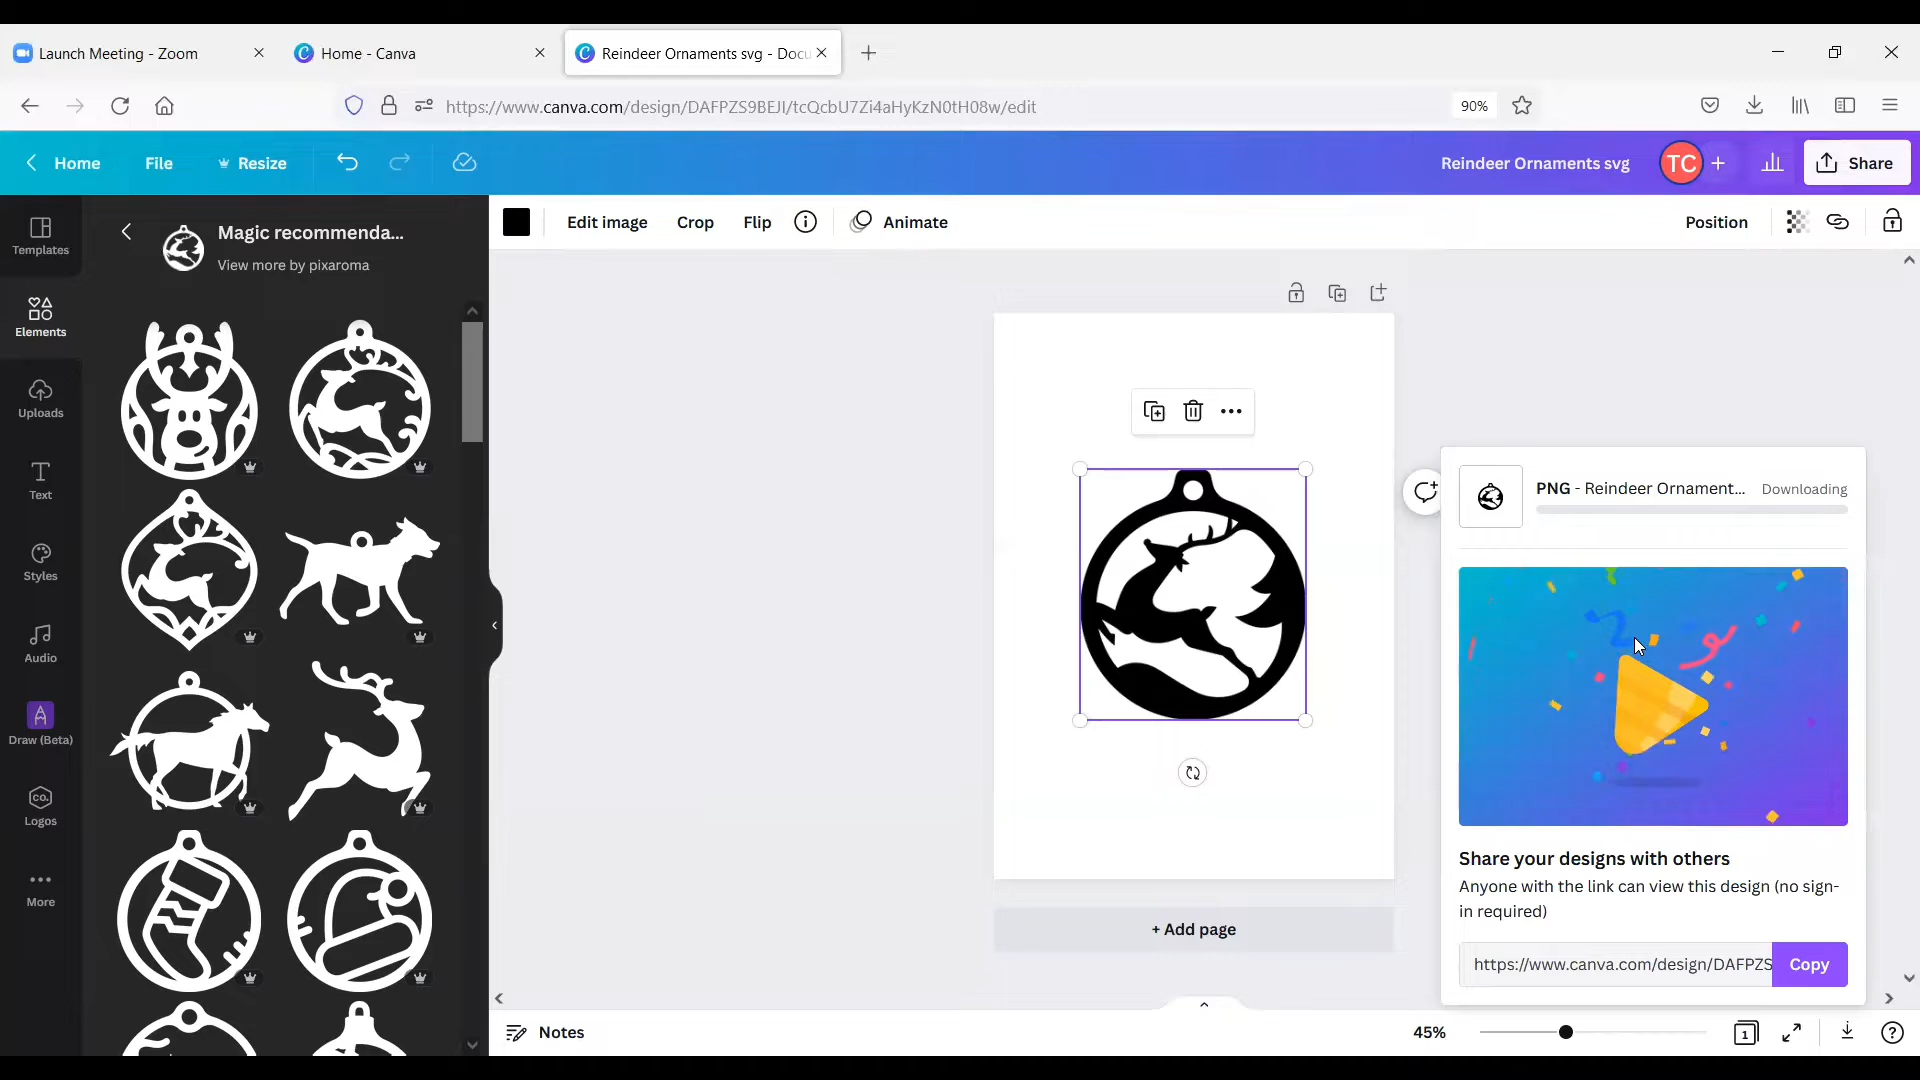 Launch Meeting - Zoom
Home - Canva
Reindeer Ornaments svg - Docu
https://www.canva.com/design/DAFPZS9BEJI/tcQcbU7Zi4aHyKzN0tH08w/edit
90%
Home
File
Resize
Reindeer Ornaments svg
TC
Share
Templates
Elements
Uploads
Text
Styles
Audio
Draw (Beta)
CO.
Logos
More
Magic recommenda...
View more by pixaroma
Edit image
Crop
Flip
Animate
Position
PNG - Reindeer Ornament...
Downloading
Share your designs with others
Anyone with the link can view this design (no sign-
in required)
https://www.canva.com/design/DAFPZS
Copy
+ Add page
Notes
45%
1